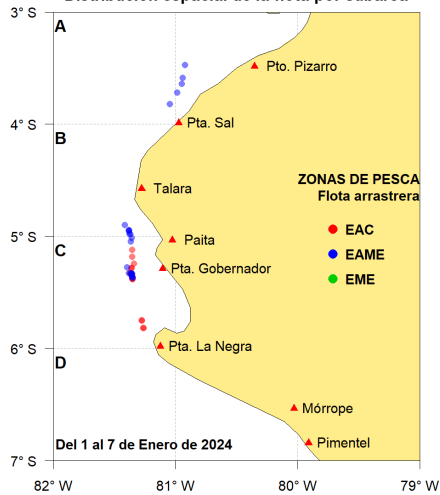 Distribución espacial de la flota por subárea
3° S
A
Pto. Pizarro
4° S
Pta. Sal
B
ZONAS DE PESCA
Flota arrastrera
Talara
EAC
5° S
Paita
C
EAME
Pta. Gobernador
EME
6° S
Pta. La Negra
D
Mórrope
Del 1 al 7 de Enero de 2024
Pimentel
7° S
82° W
81° W
80° W
79° W